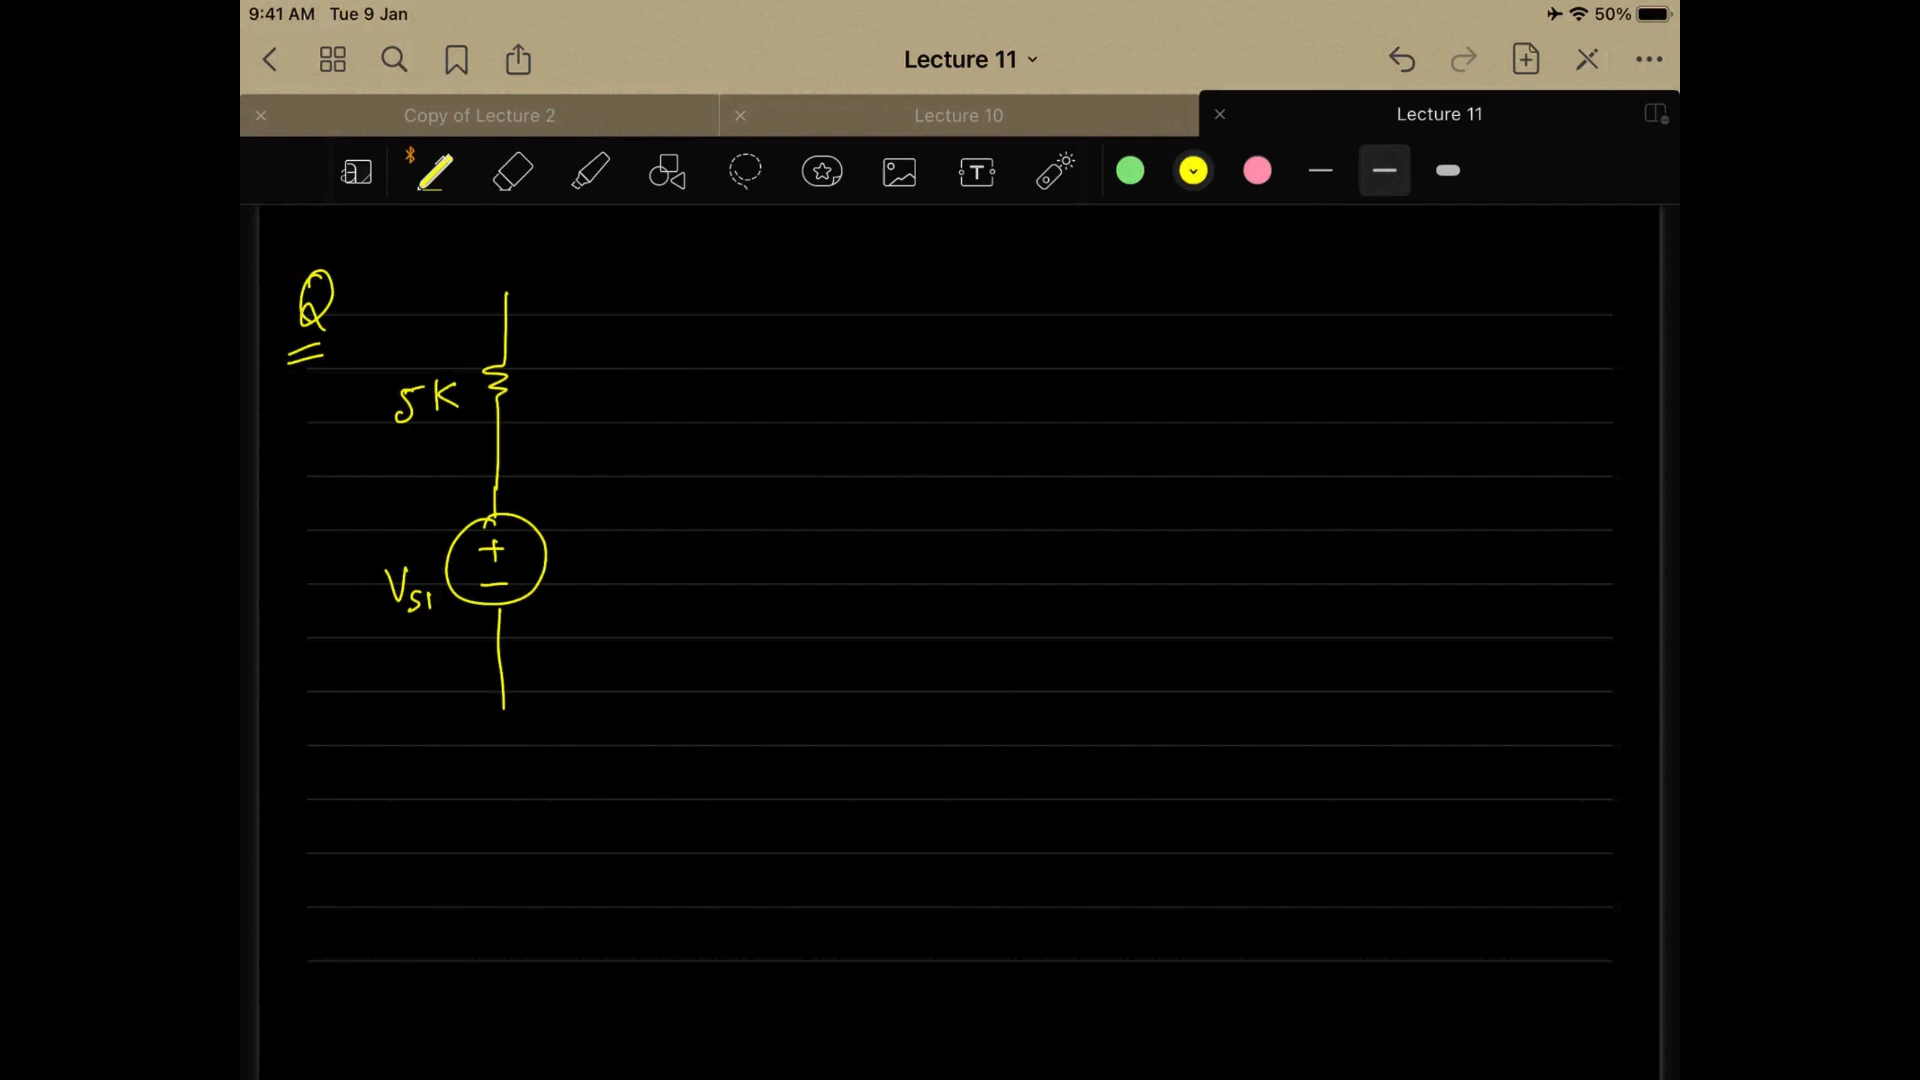 9:41 AM Tue 9 Jan 50%
Lecture 11
Copy of Lecture 2
Lecture 10
Lecture 11
T
Q
5K
+
−
VS1